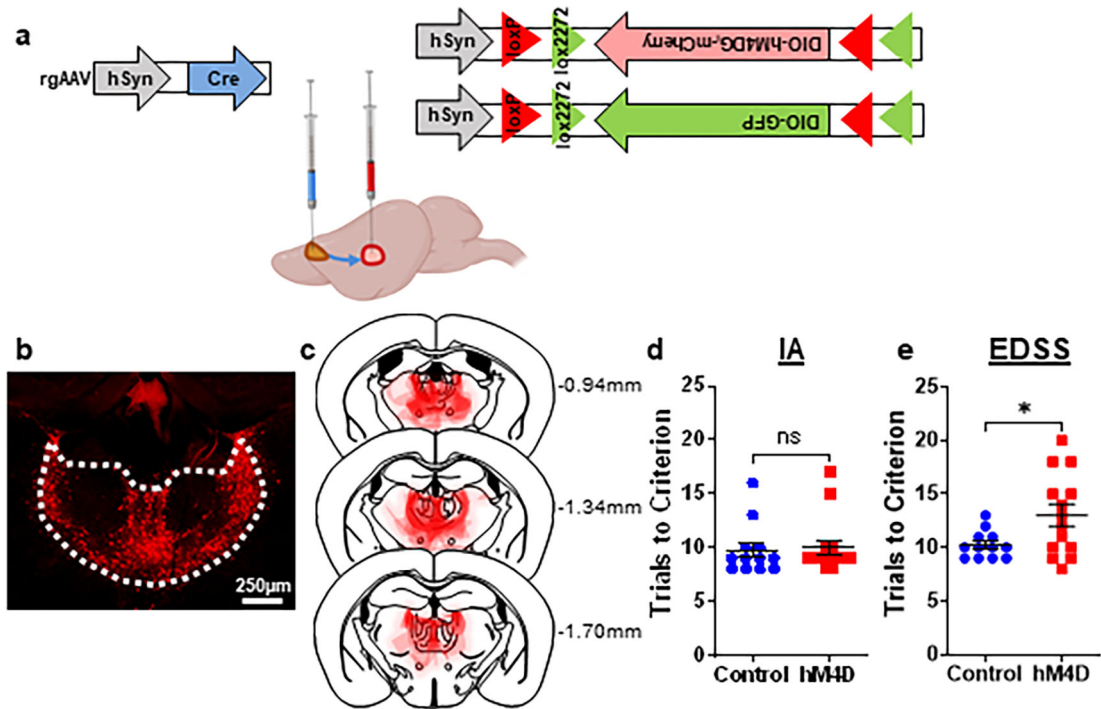 a
rgAAV hSyn Cre
hSyn loxP lox2272 DIO-hM4DGi-mCherry
hSyn loxP lox2272 DIO-GFP
b
250µm
c
-0.94mm
-1.34mm
-1.70mm
d IA
Trials to Criterion
25
20
15
10
5
0
ns
Control hM4D
e EDSS
Trials to Criterion
25
20
15
10
5
0
*
Control hM4D